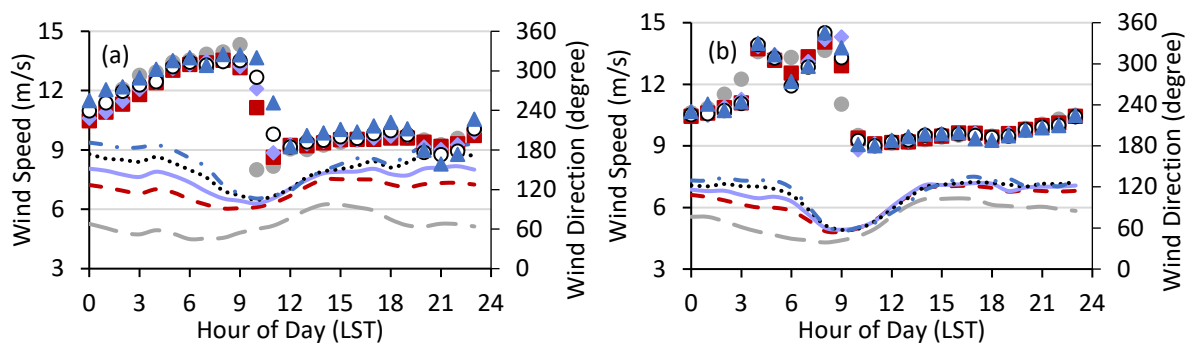 (a)
Wind Speed (m/s)
15
12
9
6
3
360
300
240
180
120
60
0
Wind Direction (degree)
0 3 6 9 12 15 18 21 24
Hour of Day (LST)
(b)
Wind Speed (m/s)
15
12
9
6
3
360
300
240
180
120
60
0
Wind Direction (degree)
0 3 6 9 12 15 18 21 24
Hour of Day (LST)